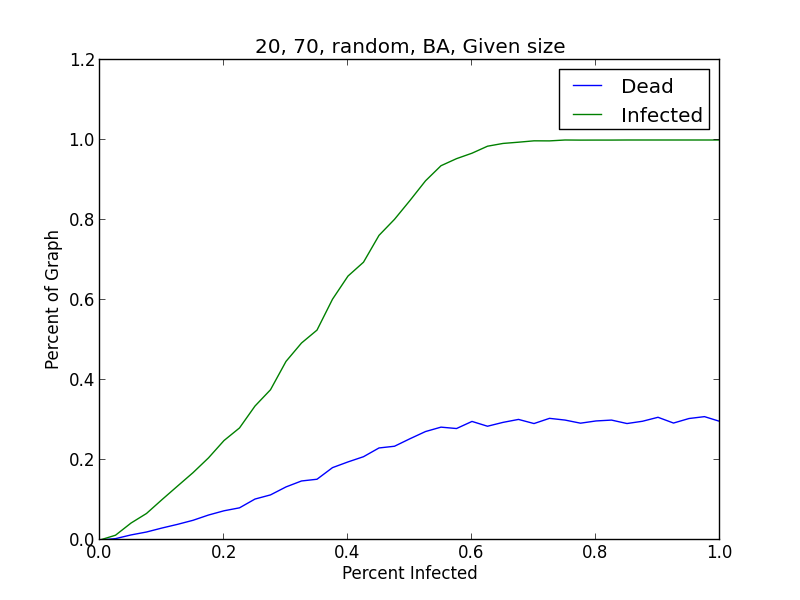 20, 70, random, BA, Given size
Dead
Infected
1.2
1.0
0.8
0.6
0.4
0.2
0.0
Percent of Graph
0.0 0.2 0.4 0.6 0.8 1.0
Percent Infected